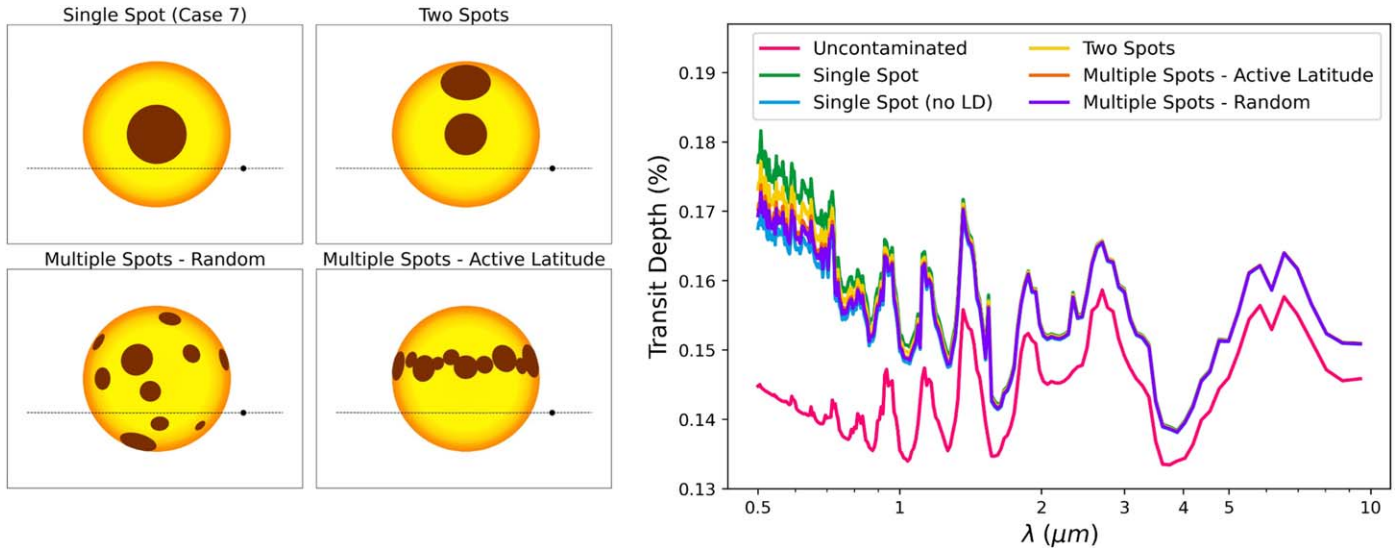 Single Spot (Case 7)
Two Spots
Multiple Spots - Random
Multiple Spots - Active Latitude
Uncontaminated
Single Spot
Single Spot (no LD)
Two Spots
Multiple Spots - Active Latitude
Multiple Spots - Random
Transit Depth (%)
0.19
0.18
0.17
0.16
0.15
0.14
0.13
0.5
1
2
3
4
5
10
λ (μm)